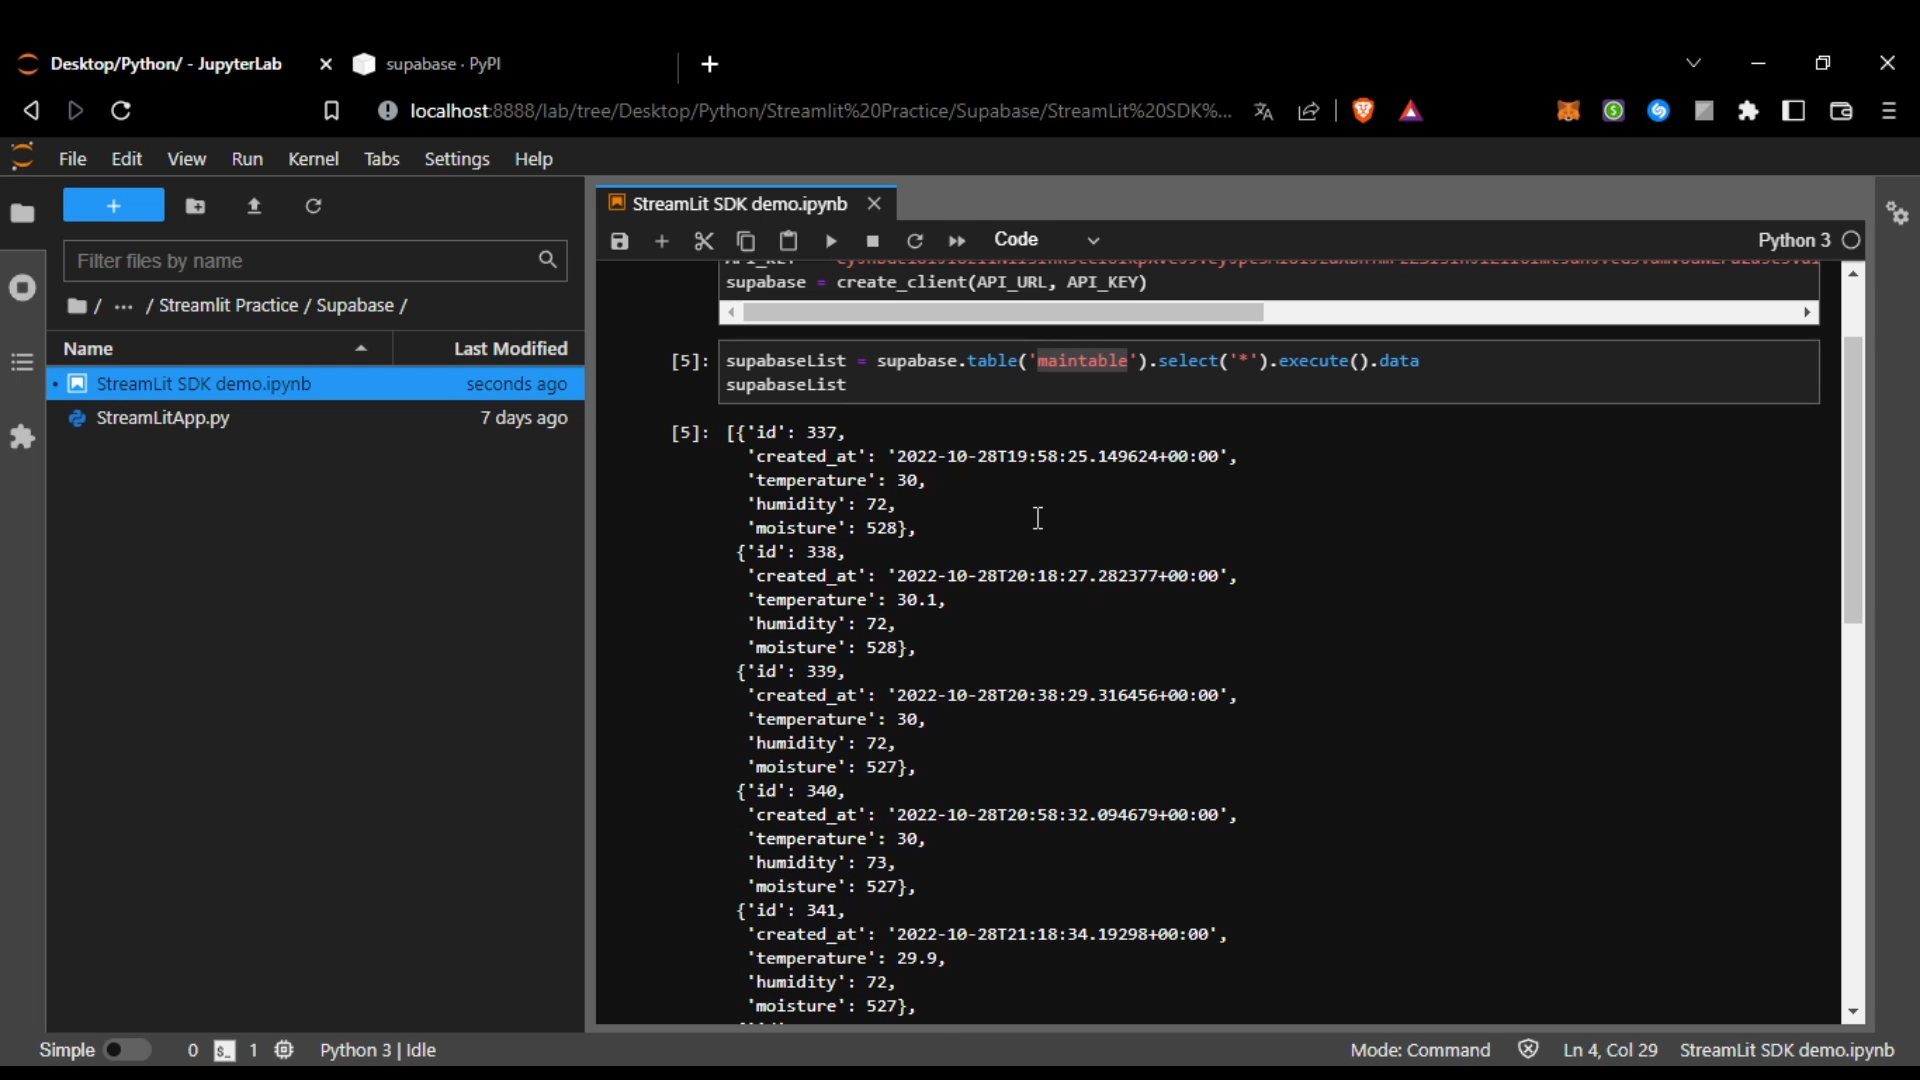 Desktop/Python/ - JupyterLab
supabase · PyPI
localhost:8888/lab/tree/Desktop/Python/Streamlit%20Practice/Supabase/StreamLit%20SDK%...
File Edit View Run Kernel Tabs Settings Help
+
Filter files by name
/ ··· / Streamlit Practice / Supabase /
Name Last Modified
StreamLit SDK demo.ipynb seconds ago
StreamLitApp.py 7 days ago
StreamLit SDK demo.ipynb
Code
Python 3
supabase = create_client(API_URL, API_KEY)
[5]: supabaseList = supabase.table('maintable').select('*').execute().data
supabaseList
[5]: [{'id': 337,
'created_at': '2022-10-28T19:58:25.149624+00:00',
'temperature': 30,
'humidity': 72,
'moisture': 528},
{'id': 338,
'created_at': '2022-10-28T20:18:27.282377+00:00',
'temperature': 30.1,
'humidity': 72,
'moisture': 528},
{'id': 339,
'created_at': '2022-10-28T20:38:29.316456+00:00',
'temperature': 30,
'humidity': 72,
'moisture': 527},
{'id': 340,
'created_at': '2022-10-28T20:58:32.094679+00:00',
'temperature': 30,
'humidity': 73,
'moisture': 527},
{'id': 341,
'created_at': '2022-10-28T21:18:34.19298+00:00',
'temperature': 29.9,
'humidity': 72,
'moisture': 527},
Simple 0 $_ 1 Python 3 | Idle
Mode: Command Ln 4, Col 29 StreamLit SDK demo.ipynb